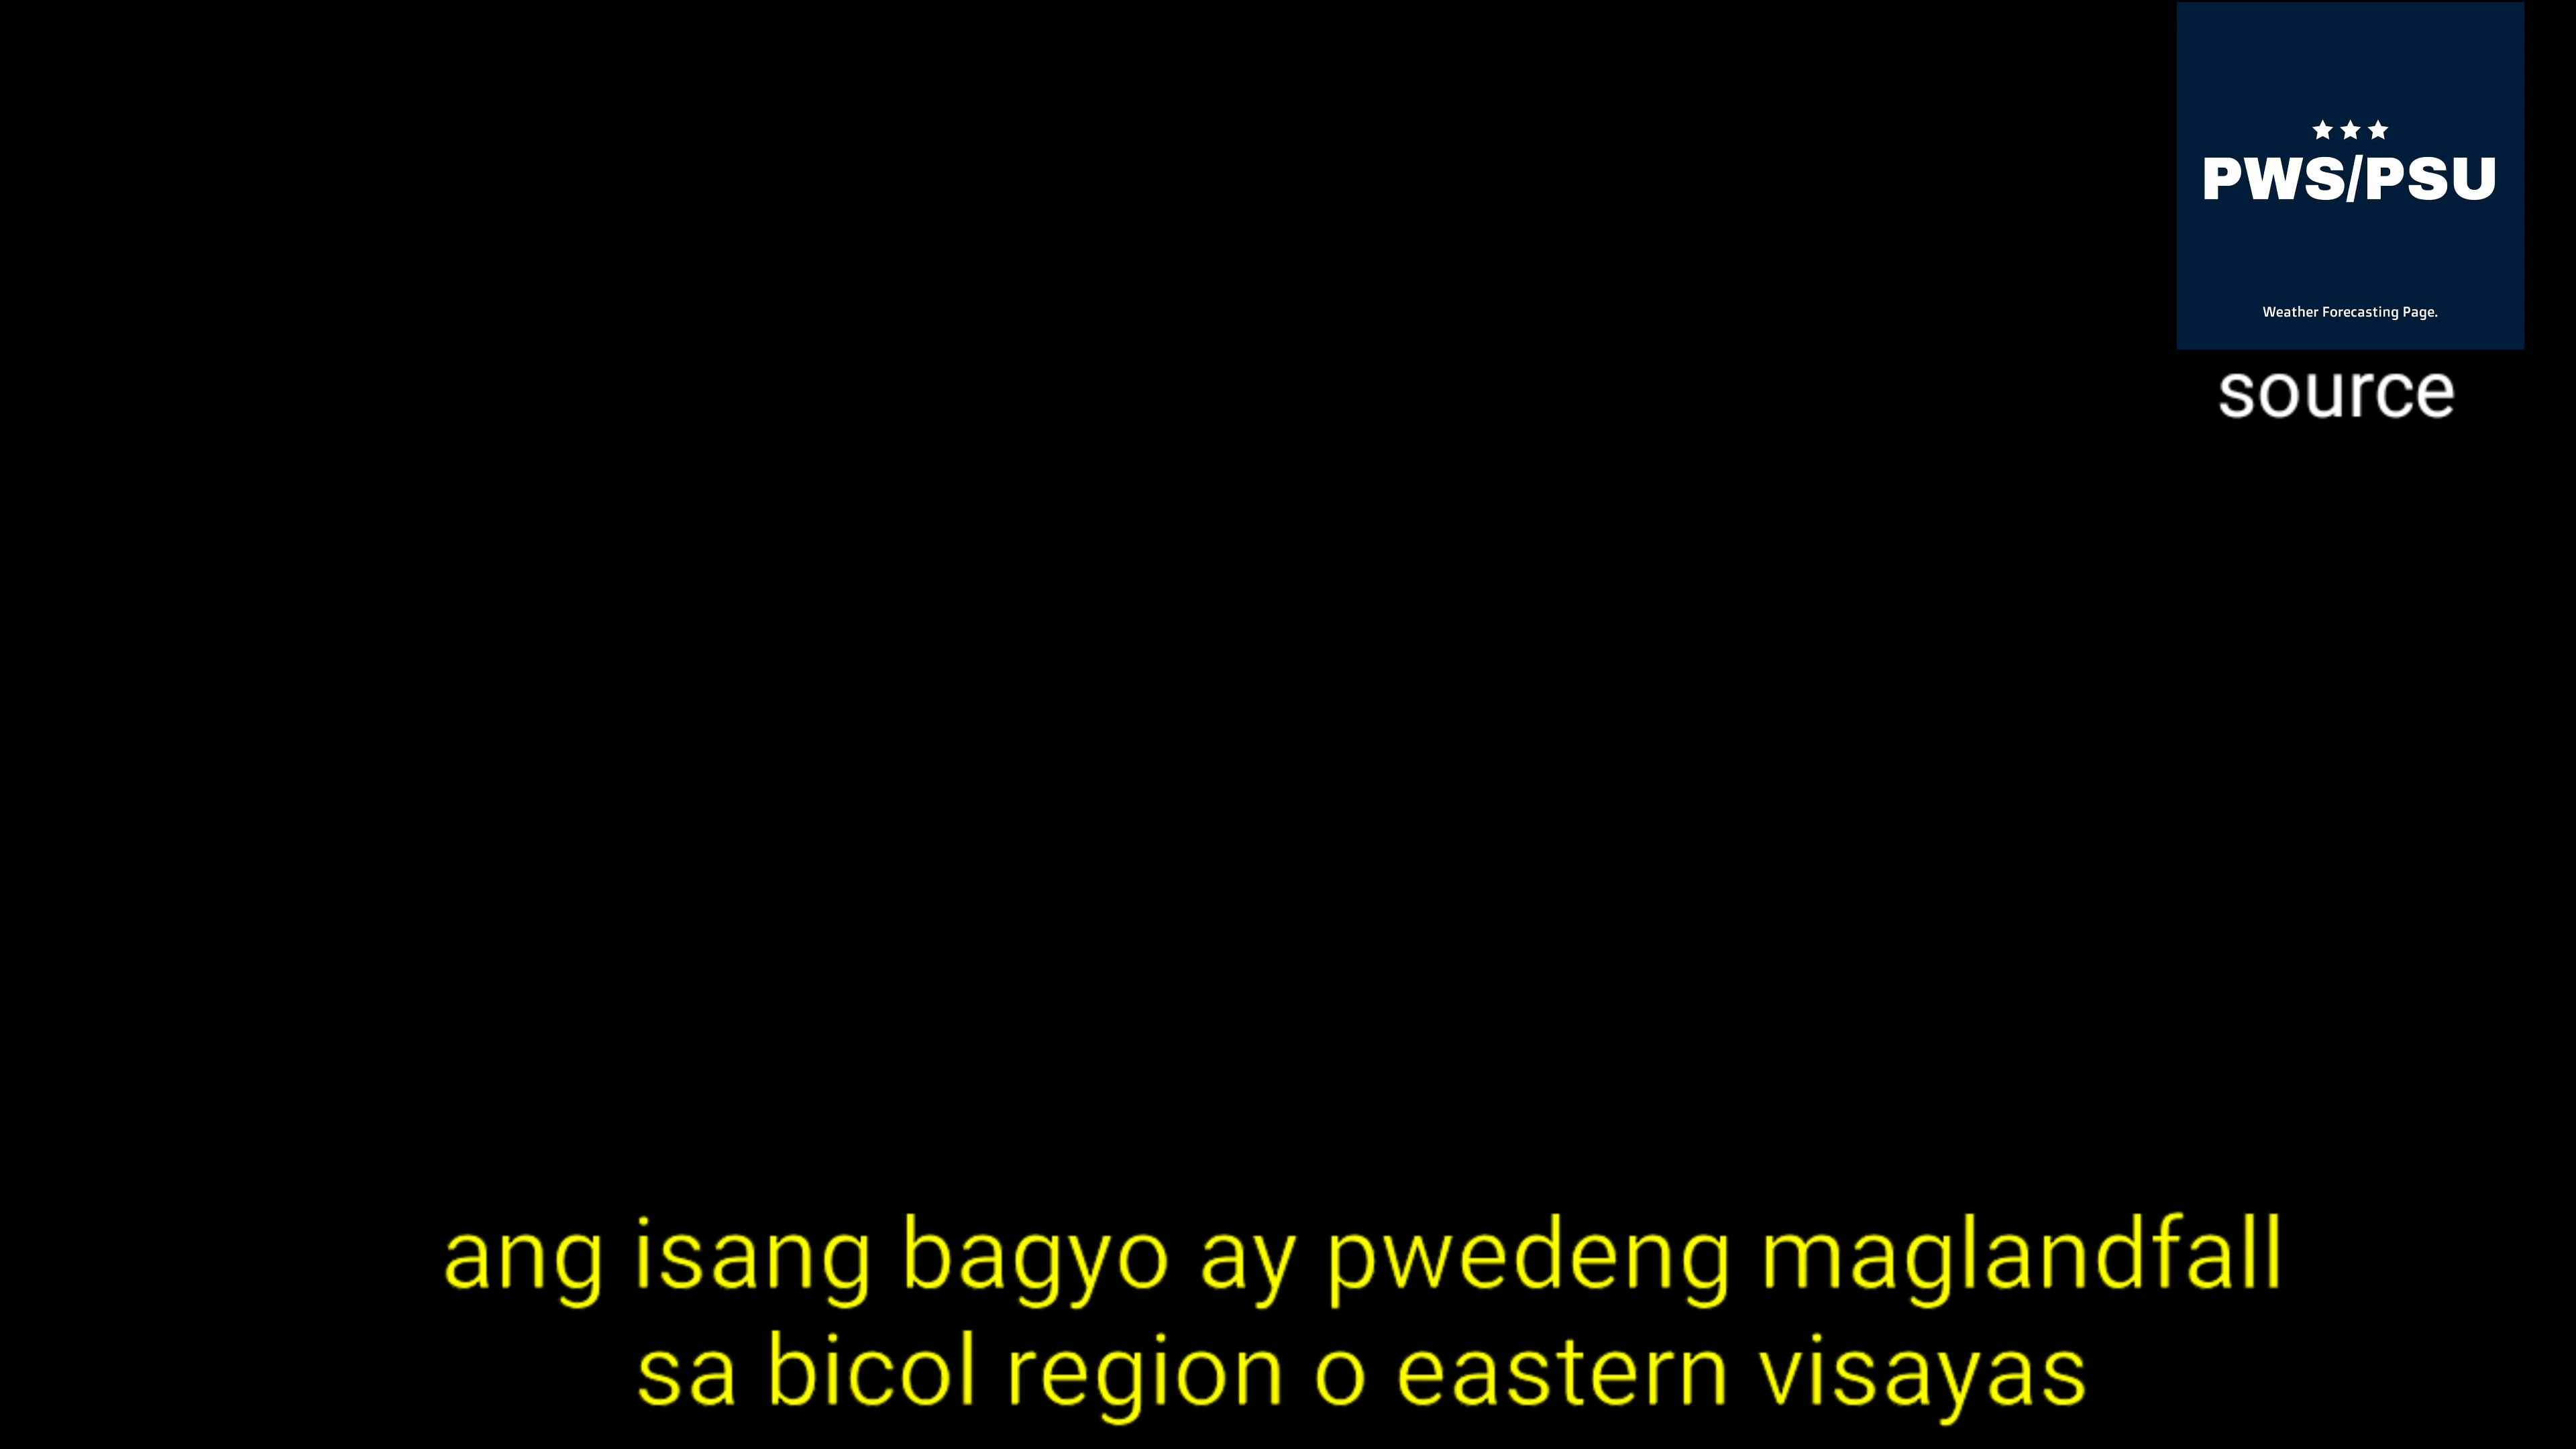 PWS/PSU
Weather Forecasting Page.
source
ang isang bagyo ay pwedeng maglandfall
sa bicol region o eastern visayas